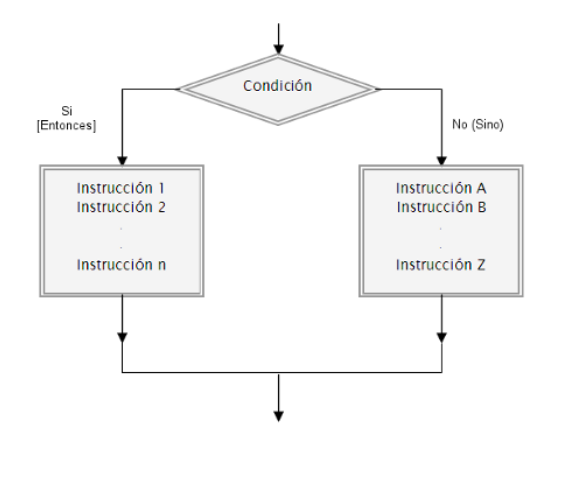 Condición
Si
[Entonces]
No (Sino)
Instrucción 1
Instrucción 2
.
.
Instrucción n
Instrucción A
Instrucción B
.
.
Instrucción Z